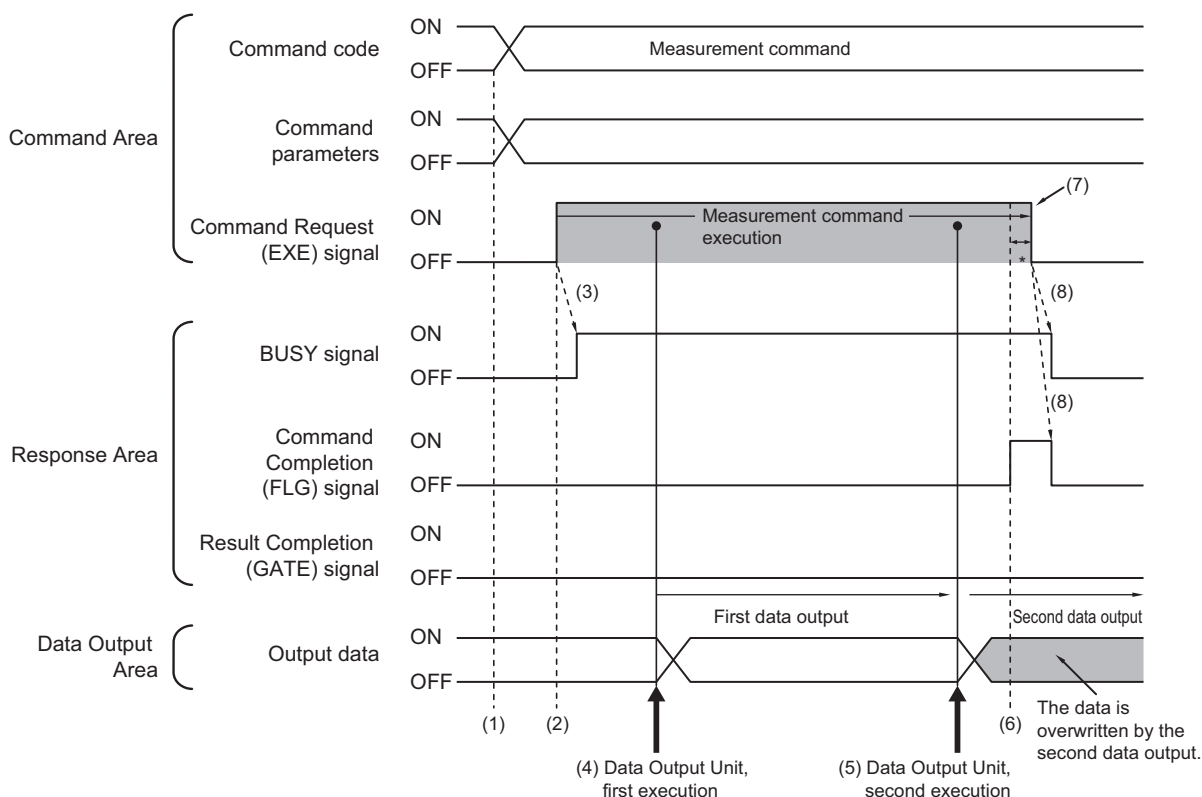 Command Area
Command code
ON
OFF
Measurement command
Command
parameters
ON
OFF
Command Request
(EXE) signal
ON
OFF
Measurement command
execution
*
(7)
(3)
(8)
Response Area
BUSY signal
ON
OFF
(8)
Command
Completion
(FLG) signal
ON
OFF
Result Completion
(GATE) signal
ON
OFF
First data output
Second data output
Data Output
Area
Output data
ON
OFF
(1)
(2)
(6)
The data is
overwritten by the
second data output.
(4) Data Output Unit,
first execution
(5) Data Output Unit,
second execution